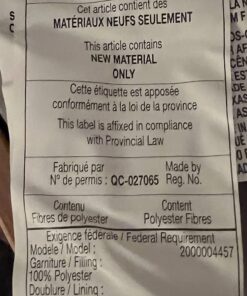 Cet article contient des
MATÉRIAUX NEUFS SEULEMENT
This article contains
NEW MATERIAL
ONLY
Cette étiquette est apposée
conformément à la loi de la province
This label is affixed in compliance
with Provincial Law
Fabriqué par Made by
N° de permis : QC-027065 Reg. No.
Contenu Content
Fibres de polyester Polyester Fibres
Exigence fédérale / Federal Requirement
Modèle / Model : 2000004457
Garniture / Filling :
100% Polyester
Doublure / Lining :